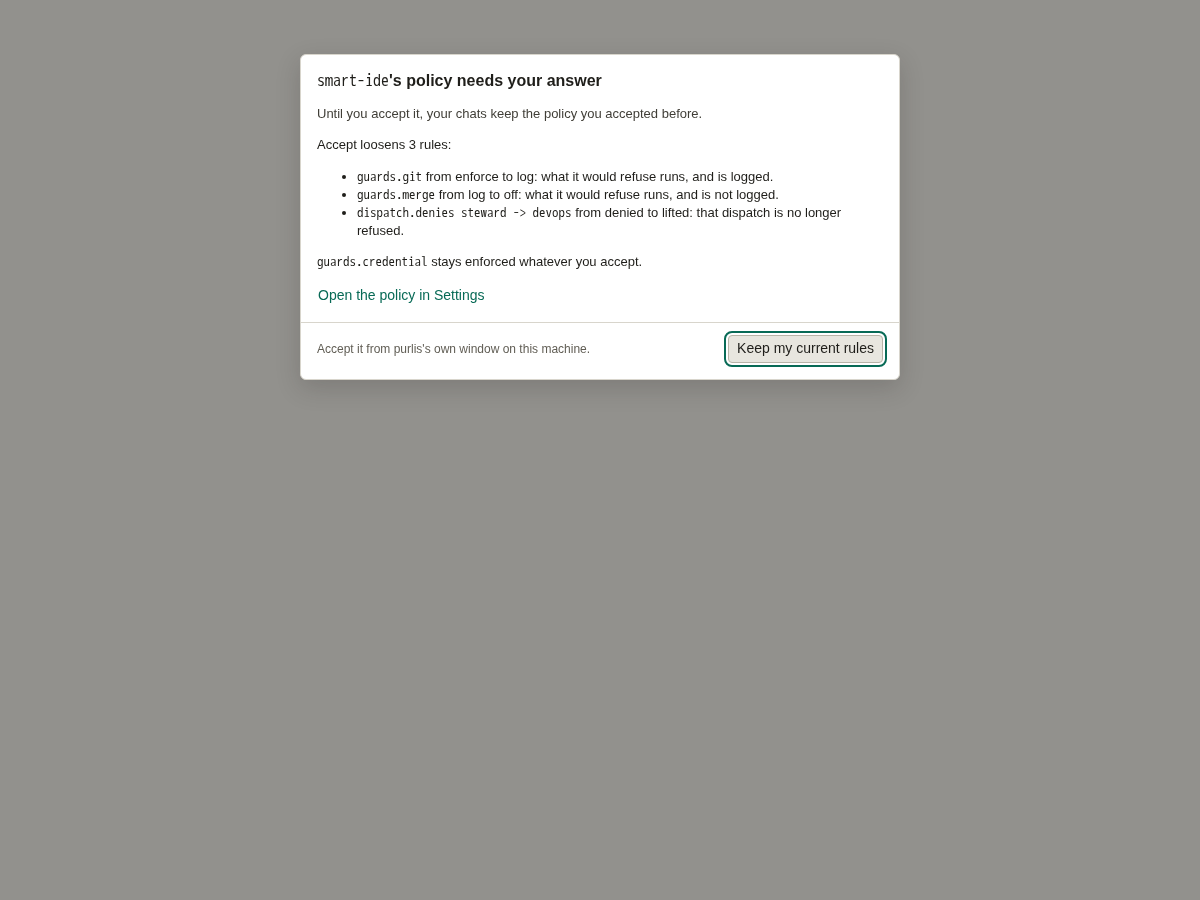 smart-ide's policy needs your answer
Until you accept it, your chats keep the policy you accepted before.
Accept loosens 3 rules:
• guards.git from enforce to log: what it would refuse runs, and is logged.
• guards.merge from log to off: what it would refuse runs, and is not logged.
• dispatch.denies steward -> devops from denied to lifted: that dispatch is no longer
refused.
guards.credential stays enforced whatever you accept.
Open the policy in Settings
Accept it from purlis's own window on this machine.
Keep my current rules